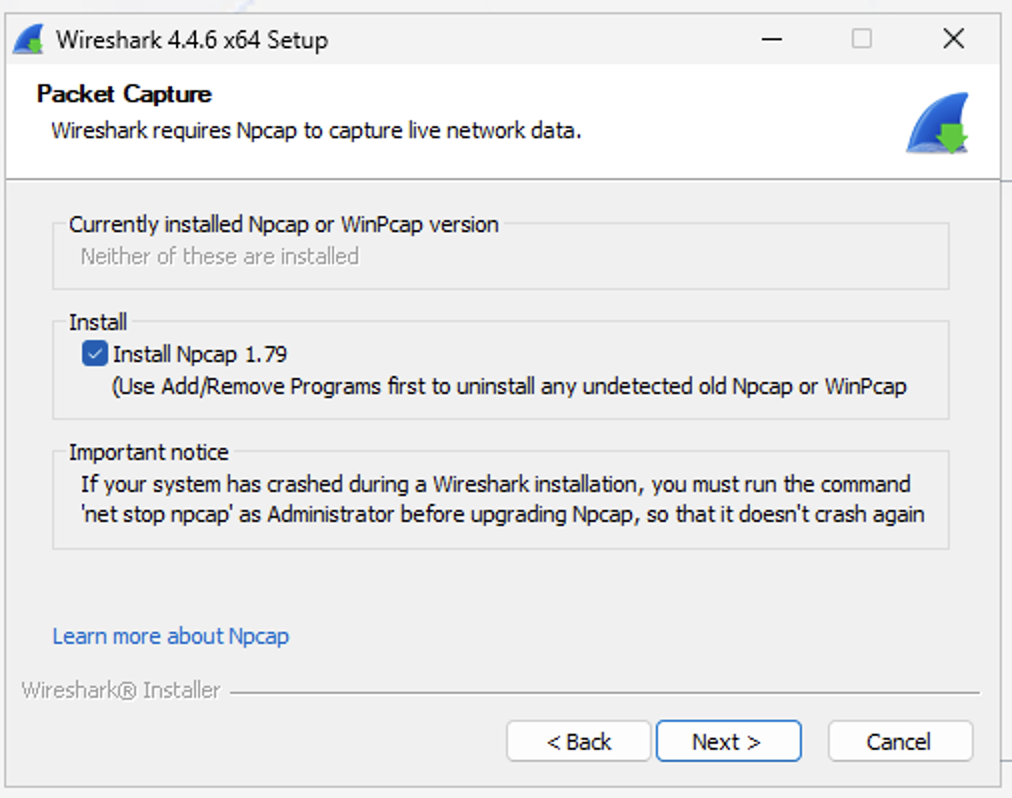 Wireshark 4.4.6 x64 Setup
Packet Capture
Wireshark requires Npcap to capture live network data.
Currently installed Npcap or WinPcap version
Neither of these are installed
Install
Install Npcap 1.79
(Use Add/Remove Programs first to uninstall any undetected old Npcap or WinPcap
Important notice
If your system has crashed during a Wireshark installation, you must run the command
'net stop npcap' as Administrator before upgrading Npcap, so that it doesn't crash again
Learn more about Npcap
Wireshark® Installer
< Back
Next >
Cancel